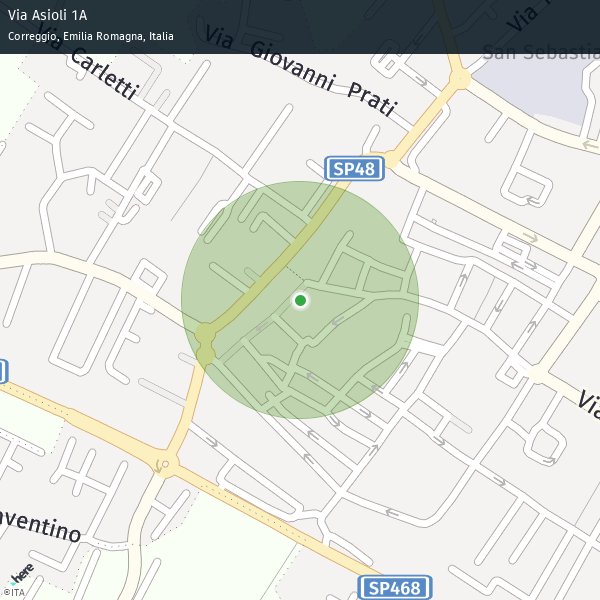 Via Asioli 1A
Correggio, Emilia Romagna, Italia
Via Carletti
Via Giovanni Prati
San Sebastia
SP48
Via
aventino
SP468
here
©ITA